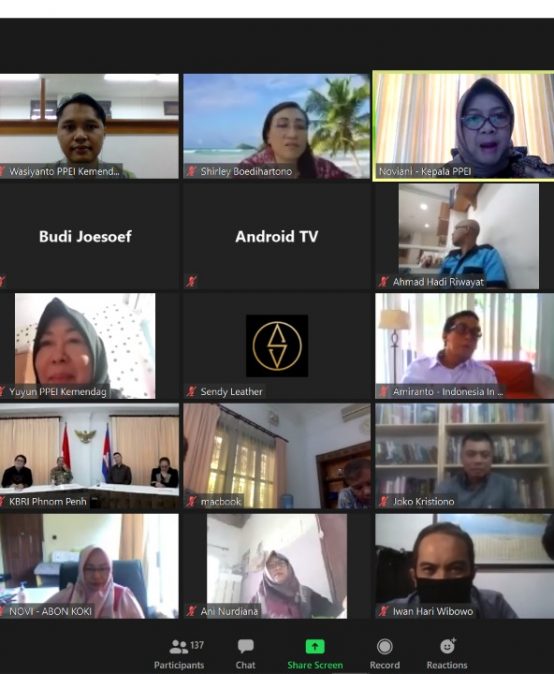 Wasiyanto PPEI Kemend...
Shirley Boedihartono
Noviani - Kepala PPEI
Budi Joesoef
Android TV
Ahmad Hadi Riwayat
Yuyun PPEI Kemendag
Sendy Leather
Amiranto - Indonesia In ...
KBRI Phnom Penh
macbook
Joko Kristiono
NOVI - ABON KOKI
Ani Nurdiana
Iwan Hari Wibowo
137
Participants
Chat
Share Screen
Record
Reactions